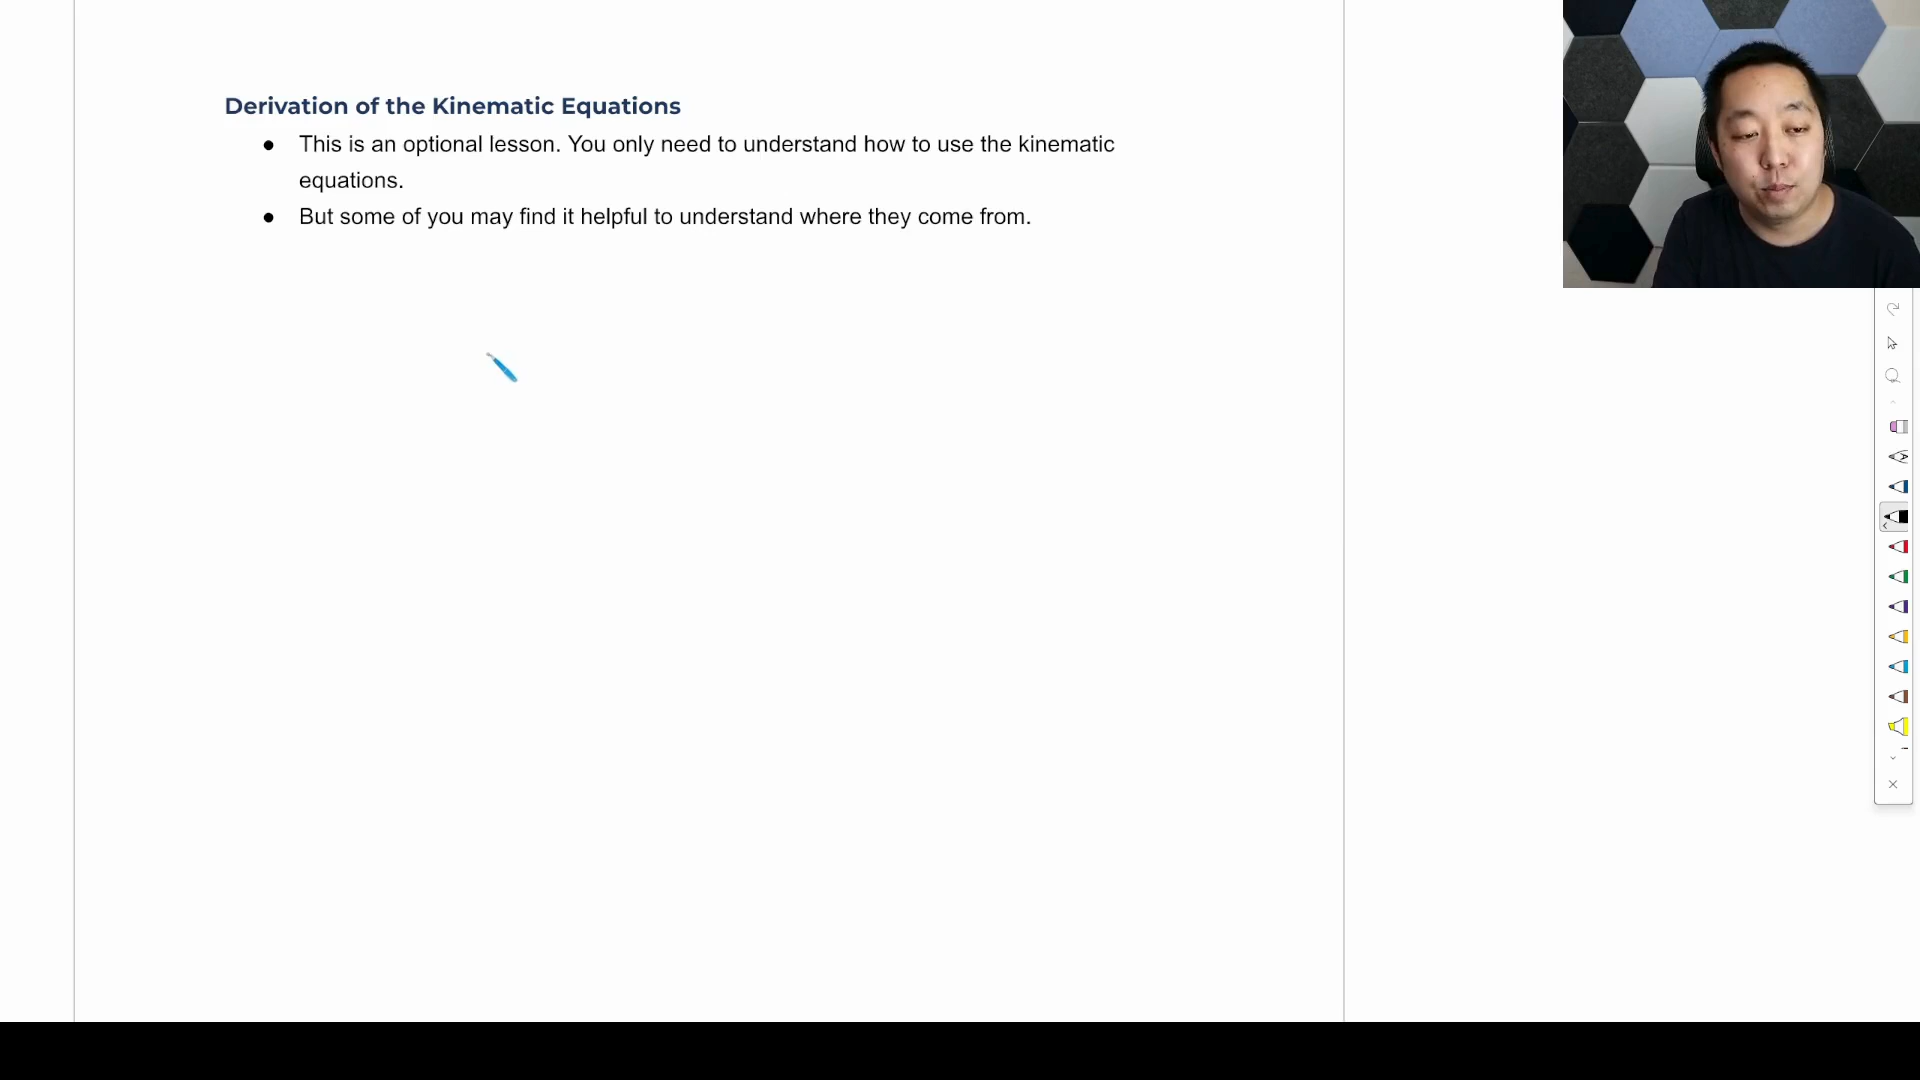 Derivation of the Kinematic Equations
● This is an optional lesson. You only need to understand how to use the kinematic
equations.
● But some of you may find it helpful to understand where they come from.